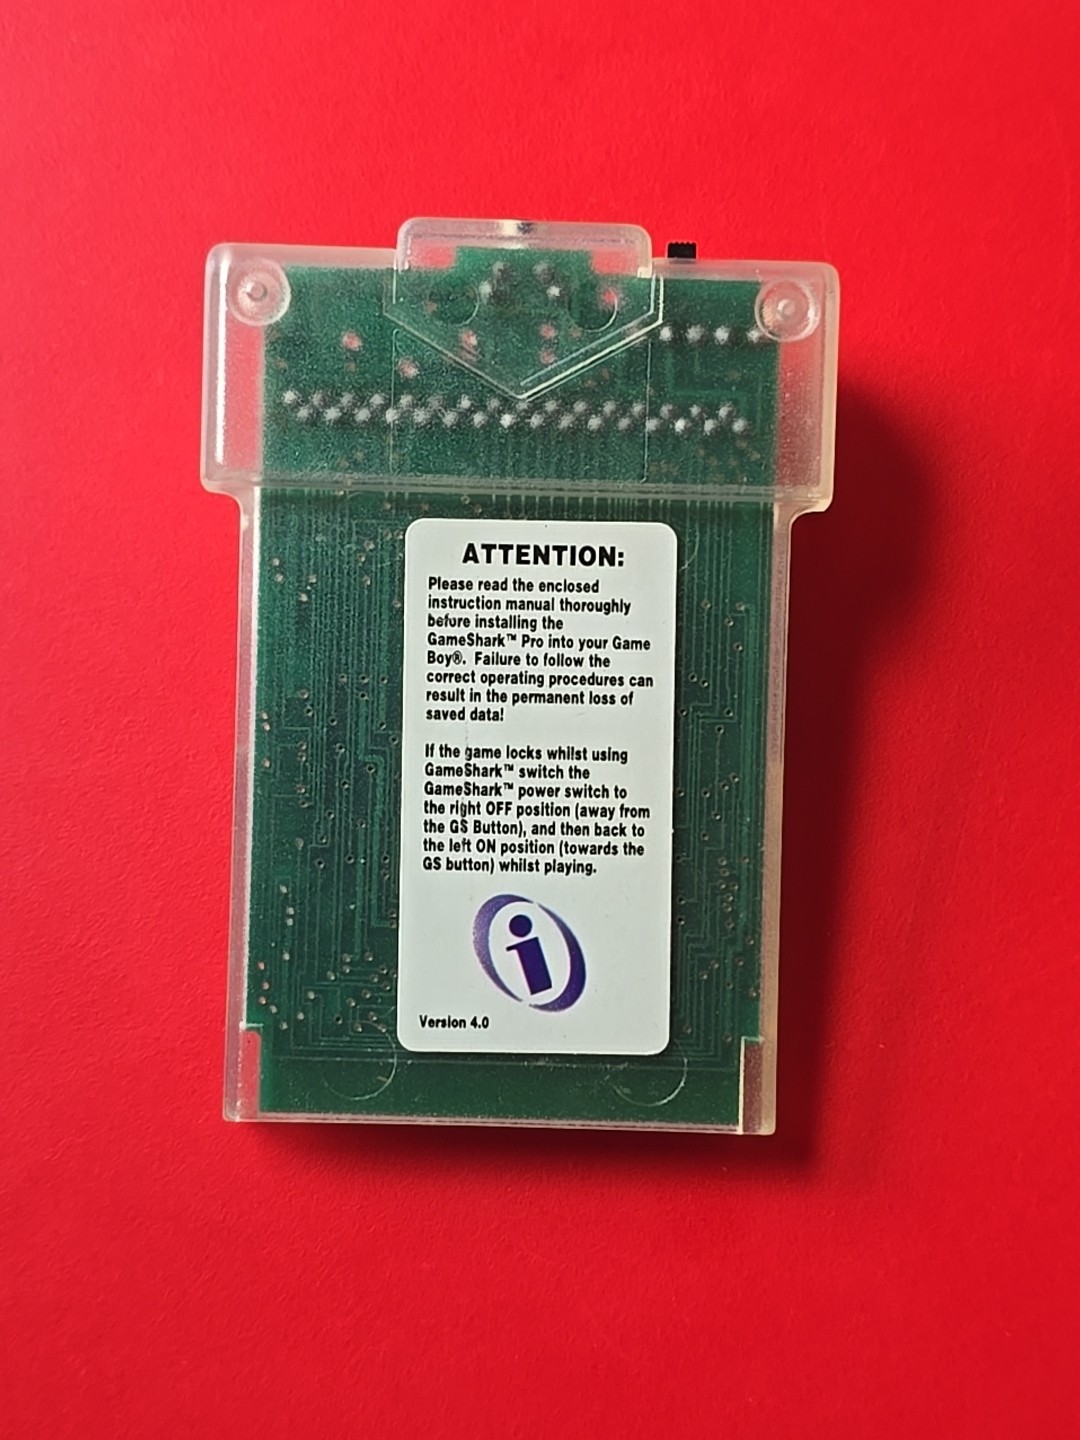 ATTENTION:
Please read the enclosed
instruction manual thoroughly
before installing the
GameShark™ Pro into your Game
Boy®. Failure to follow the
correct operating procedures can
result in the permanent loss of
saved data!
If the game locks whilst using
GameShark™ switch the
GameShark™ power switch to
the right OFF position (away from
the GS Button), and then back to
the left ON position (towards the
GS button) whilst playing.
i
Version 4.0